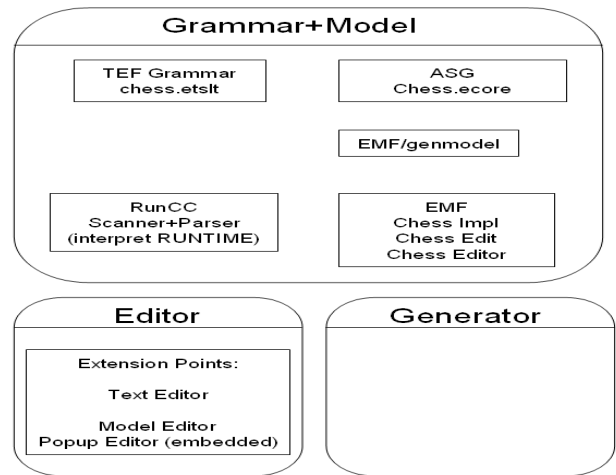 Grammar+Model
TEF Grammar
chess.etslt
ASG
Chess.ecore
EMF/genmodel
RunCC
Scanner+Parser
(interpret RUNTIME)
EMF
Chess Impl
Chess Edit
Chess Editor
Editor
Extension Points:
Text Editor
Model Editor
Popup Editor (embedded)
Generator